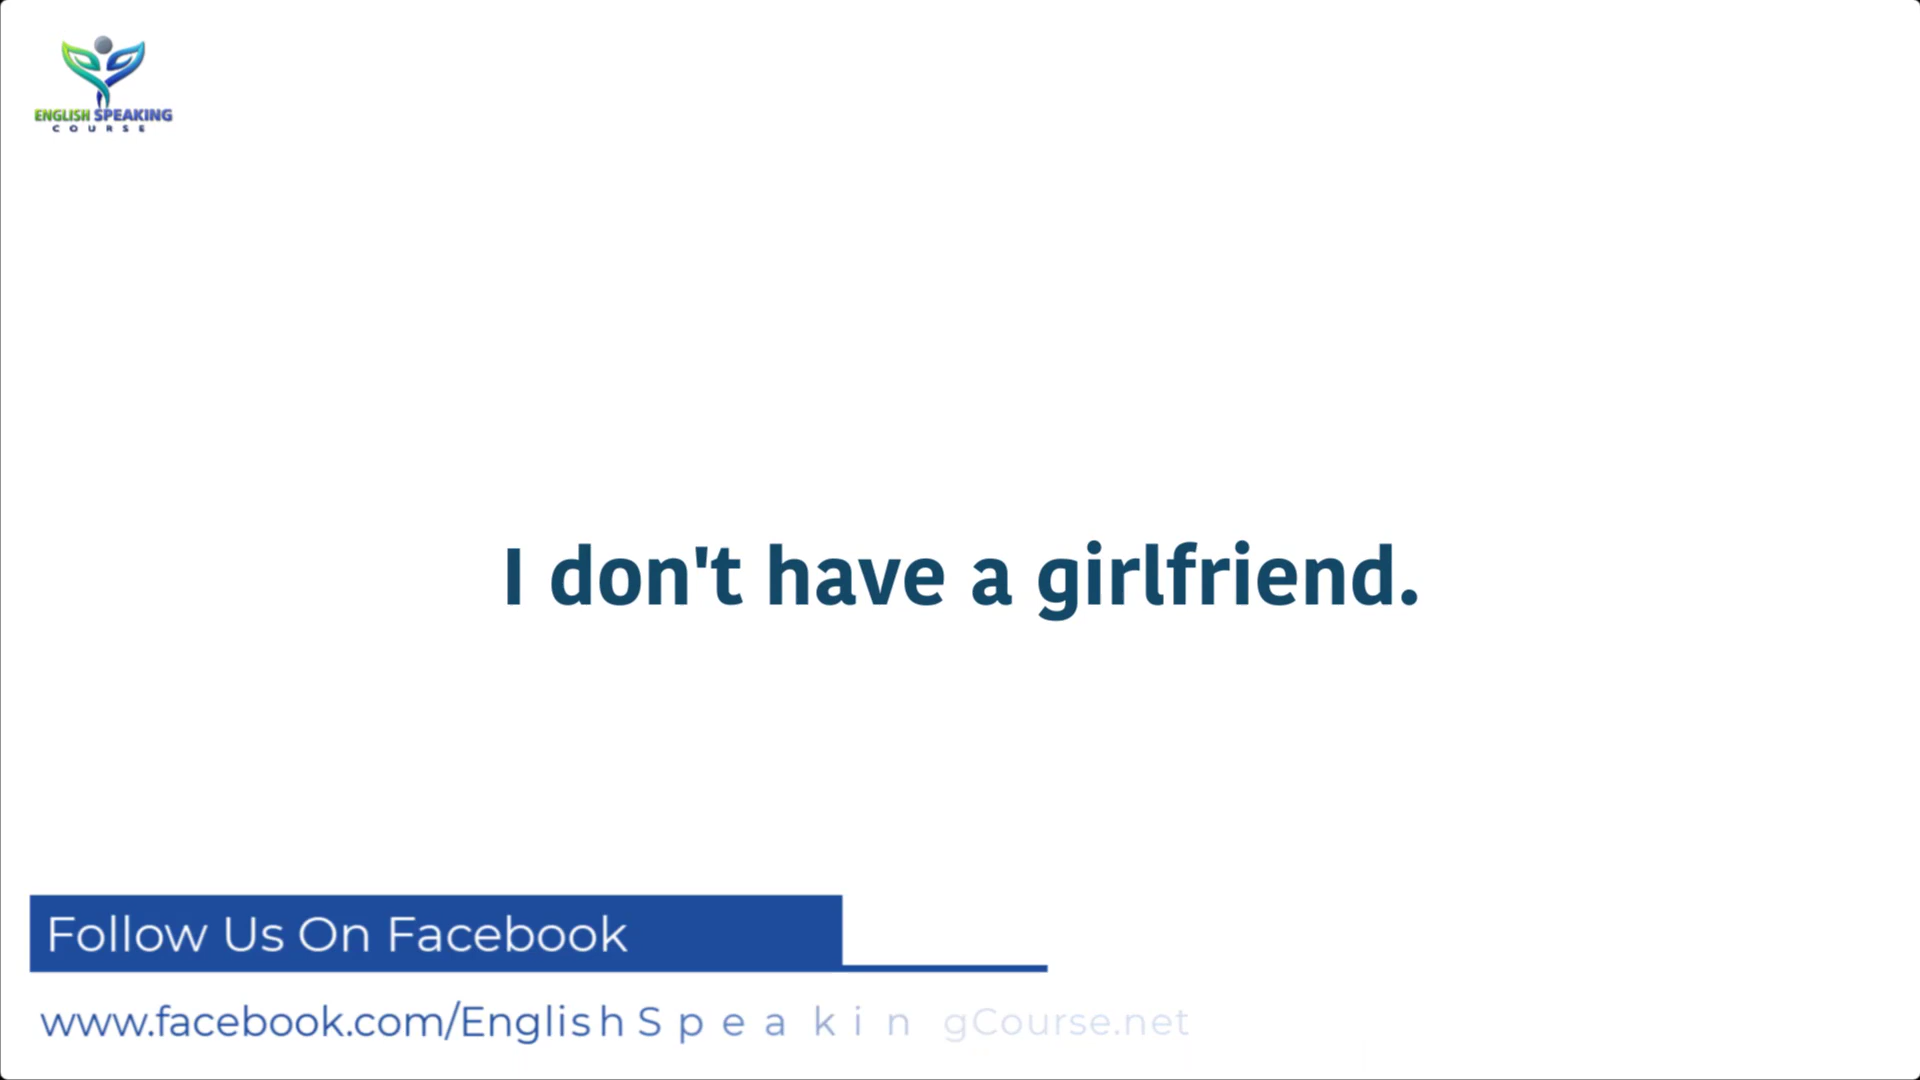 ENGLISH SPEAKING
COURSE
I don't have a girlfriend.
Follow Us On Facebook
www.facebook.com/EnglishSpeakingCourse.net